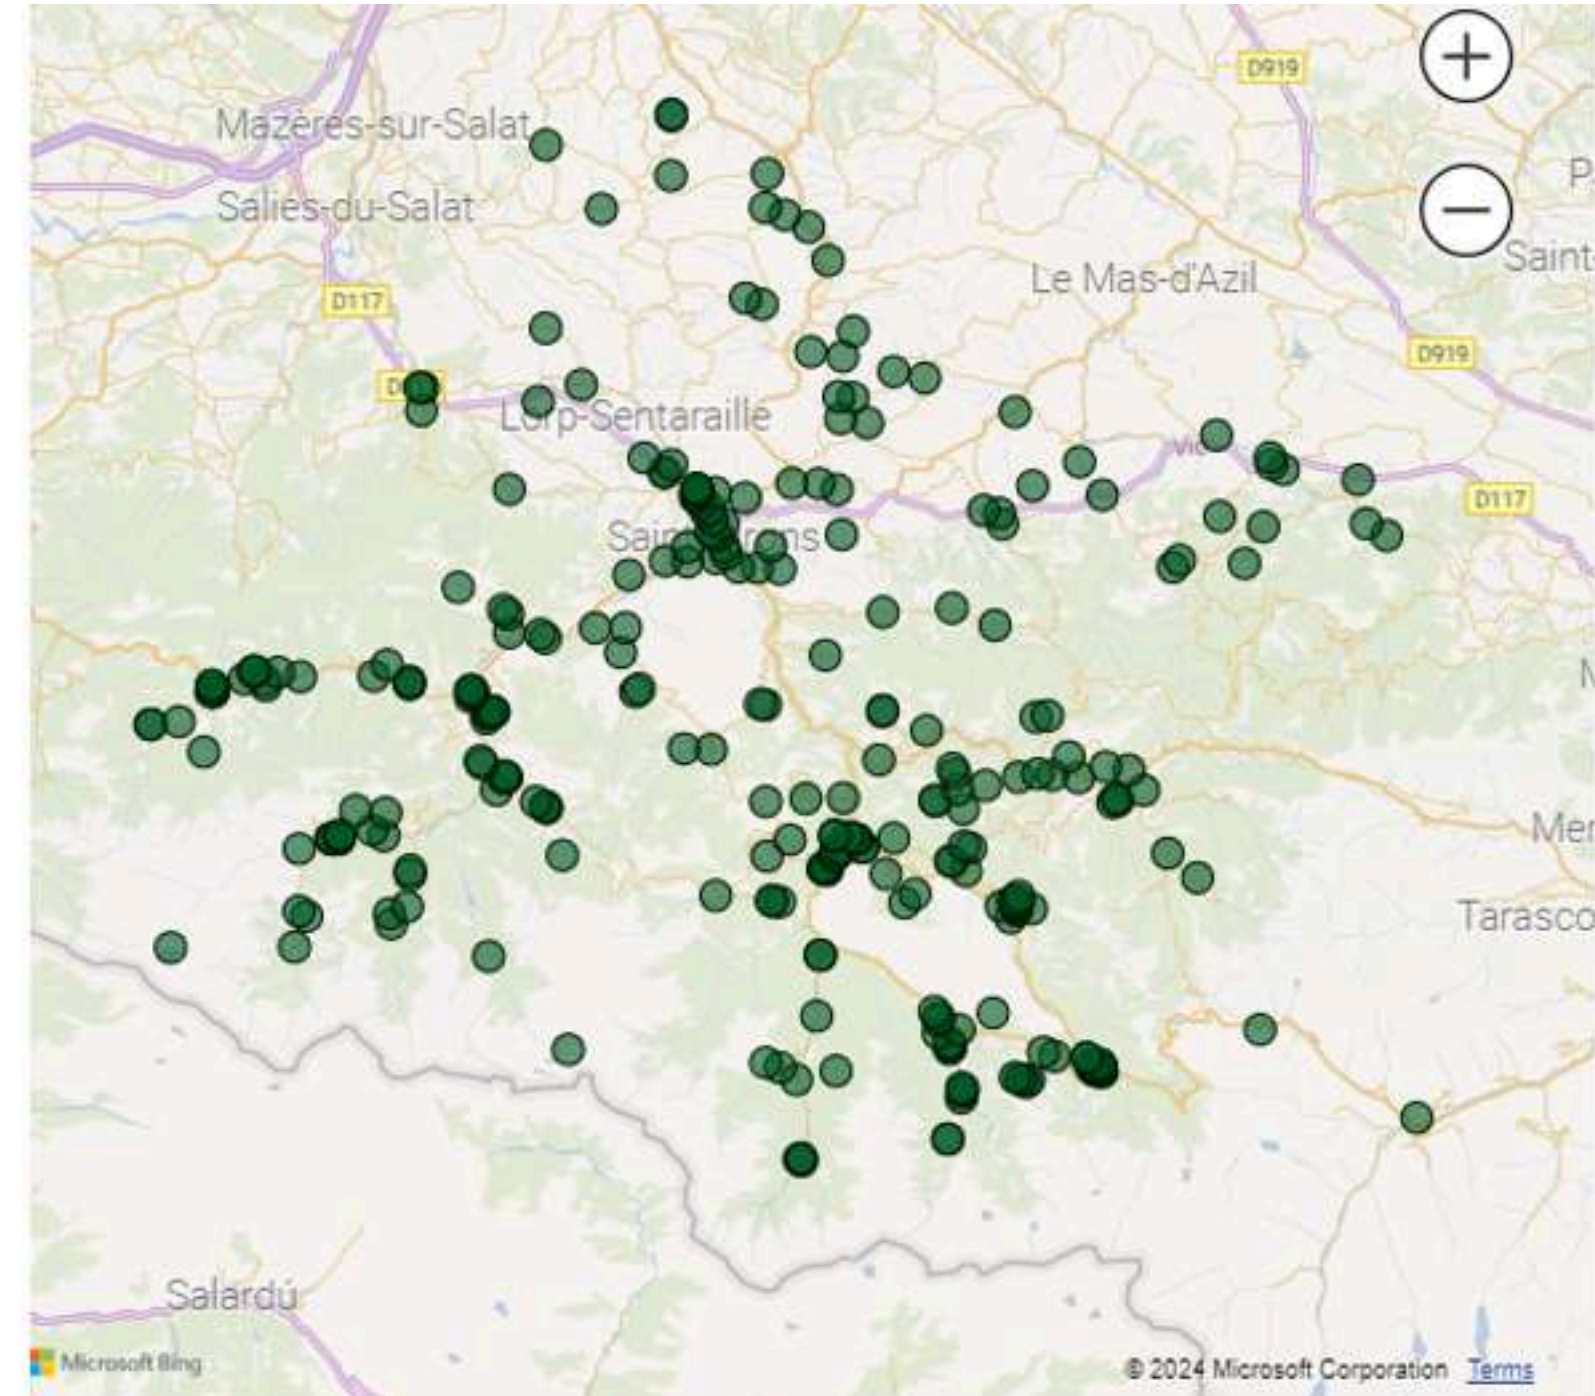 D919
Mazères-sur-Salat
Salies-du-Salat
Saint-
Le Mas-d'Azil
D117
D919
Lorp-Sentaraille
D117
Tarasco
Mer
Salardú
Microsoft Bing
© 2024 Microsoft Corporation Terms